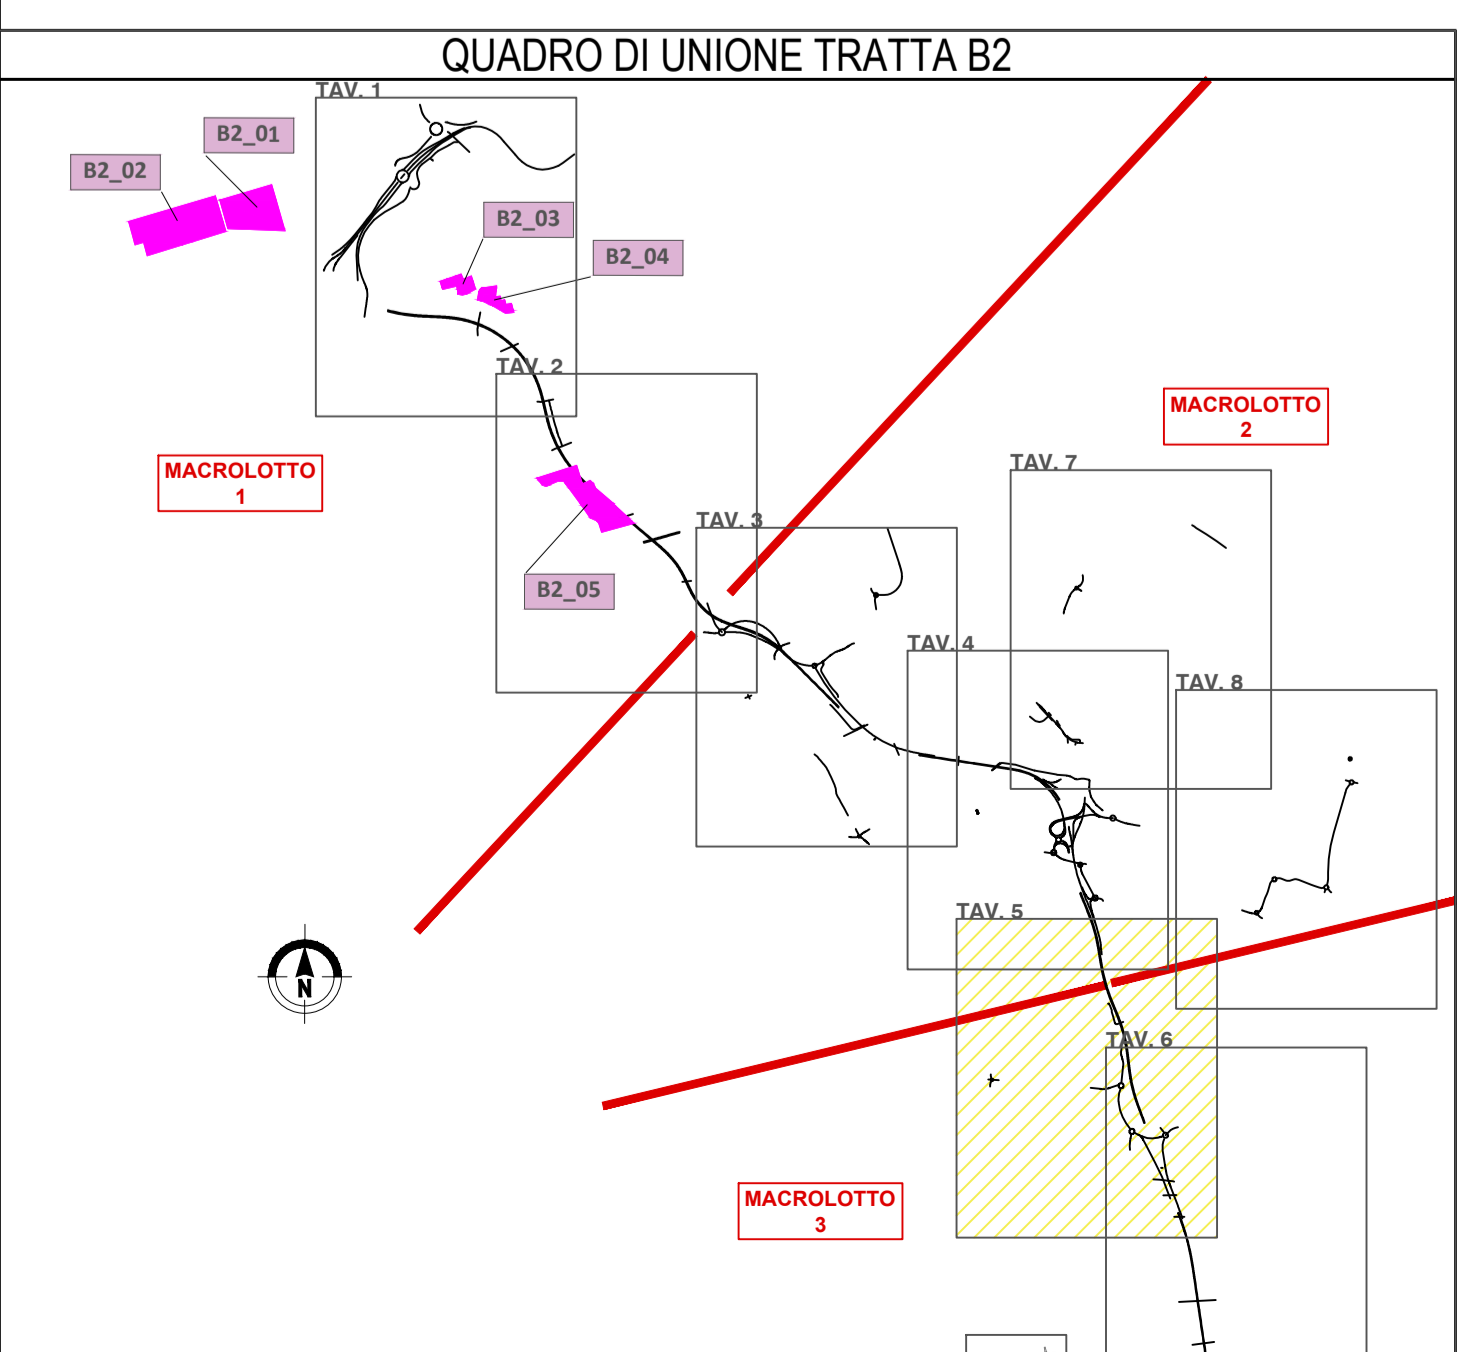 QUADRO DI UNIONE TRATTA B2
TAV. 1
B2_01
B2_02
B2_03
B2_04
TAV. 2
MACROLOTTO
2
MACROLOTTO
1
TAV. 7
TAV. 3
B2_05
TAV. 4
TAV. 8
TAV. 5
N
TAV. 6
MACROLOTTO
3